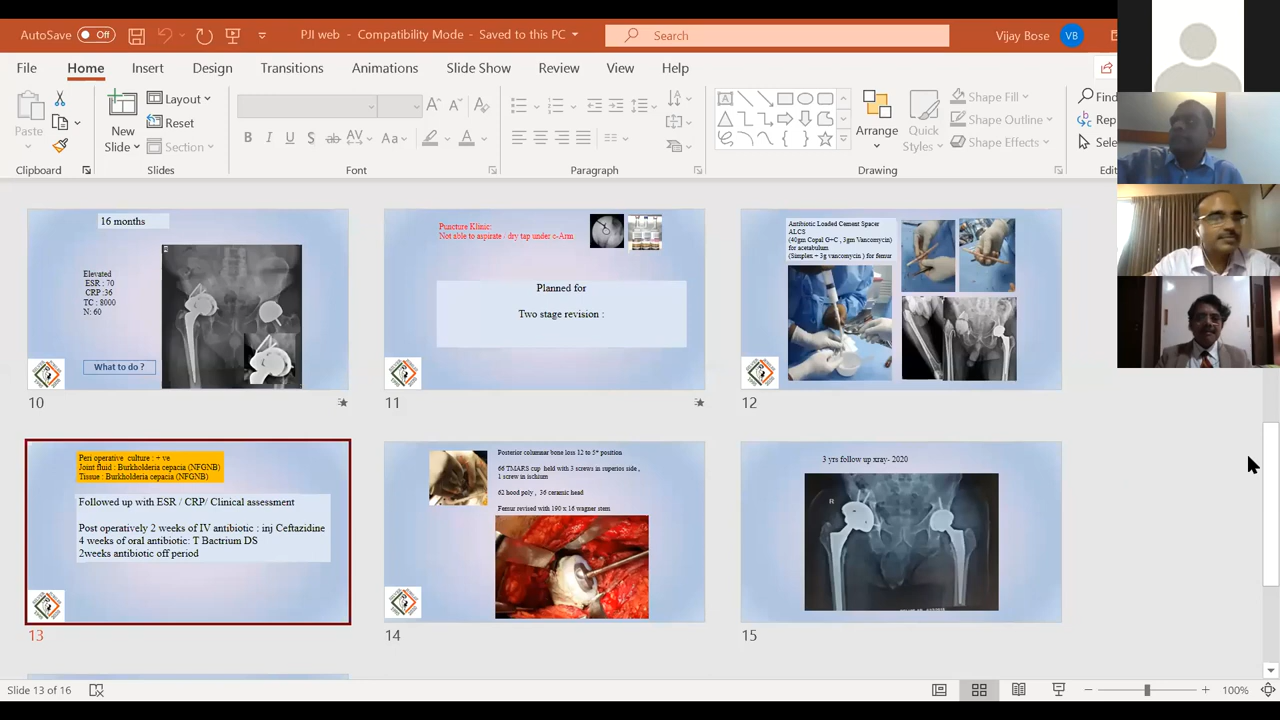 AutoSave Off
PJI web - Compatibility Mode - Saved to this PC
Search
Vijay Bose VB
File Home Insert Design Transitions Animations Slide Show Review View Help
Paste
New Slide
Layout
Reset
Section
B I U S ab AV Aa
Arrange
Quick Styles
Shape Fill
Shape Outline
Shape Effects
Find
Clipboard Slides Font Paragraph Drawing
16 months
Elevated
ESR : 70
CRP :36
TC : 8000
N: 60
What to do ?
10
Puncture Klinic:
Not able to aspirate / dry tap under c-Arm
Planned for
Two stage revision :
11
Antibiotic Loaded Cement Spacer
ALCS
(40gm Copal G+C , 3gm Vancomycin)
for acetabulum
(Simplex + 3g vancomycin ) for femur
12
Peri operative culture : + ve
Joint fluid : Burkholderia cepacia (NFGNB)
Tissue : Burkholderia cepacia (NFGNB)
Followed up with ESR / CRP/ Clinical assessment
Post operatively 2 weeks of IV antibiotic : inj Ceftazidine
4 weeks of oral antibiotic: T Bactrium DS
2weeks antibiotic off period
13
Posterior columnar bone loss 12 to 5* position
66 TMARS cup held with 3 screws in superios side ,
1 screw in ischium
62 hood poly , 36 ceramic head
Femur revised with 190 x 16 wagner stem
14
3 yrs follow up xray- 2020
R
15
Slide 13 of 16
100%